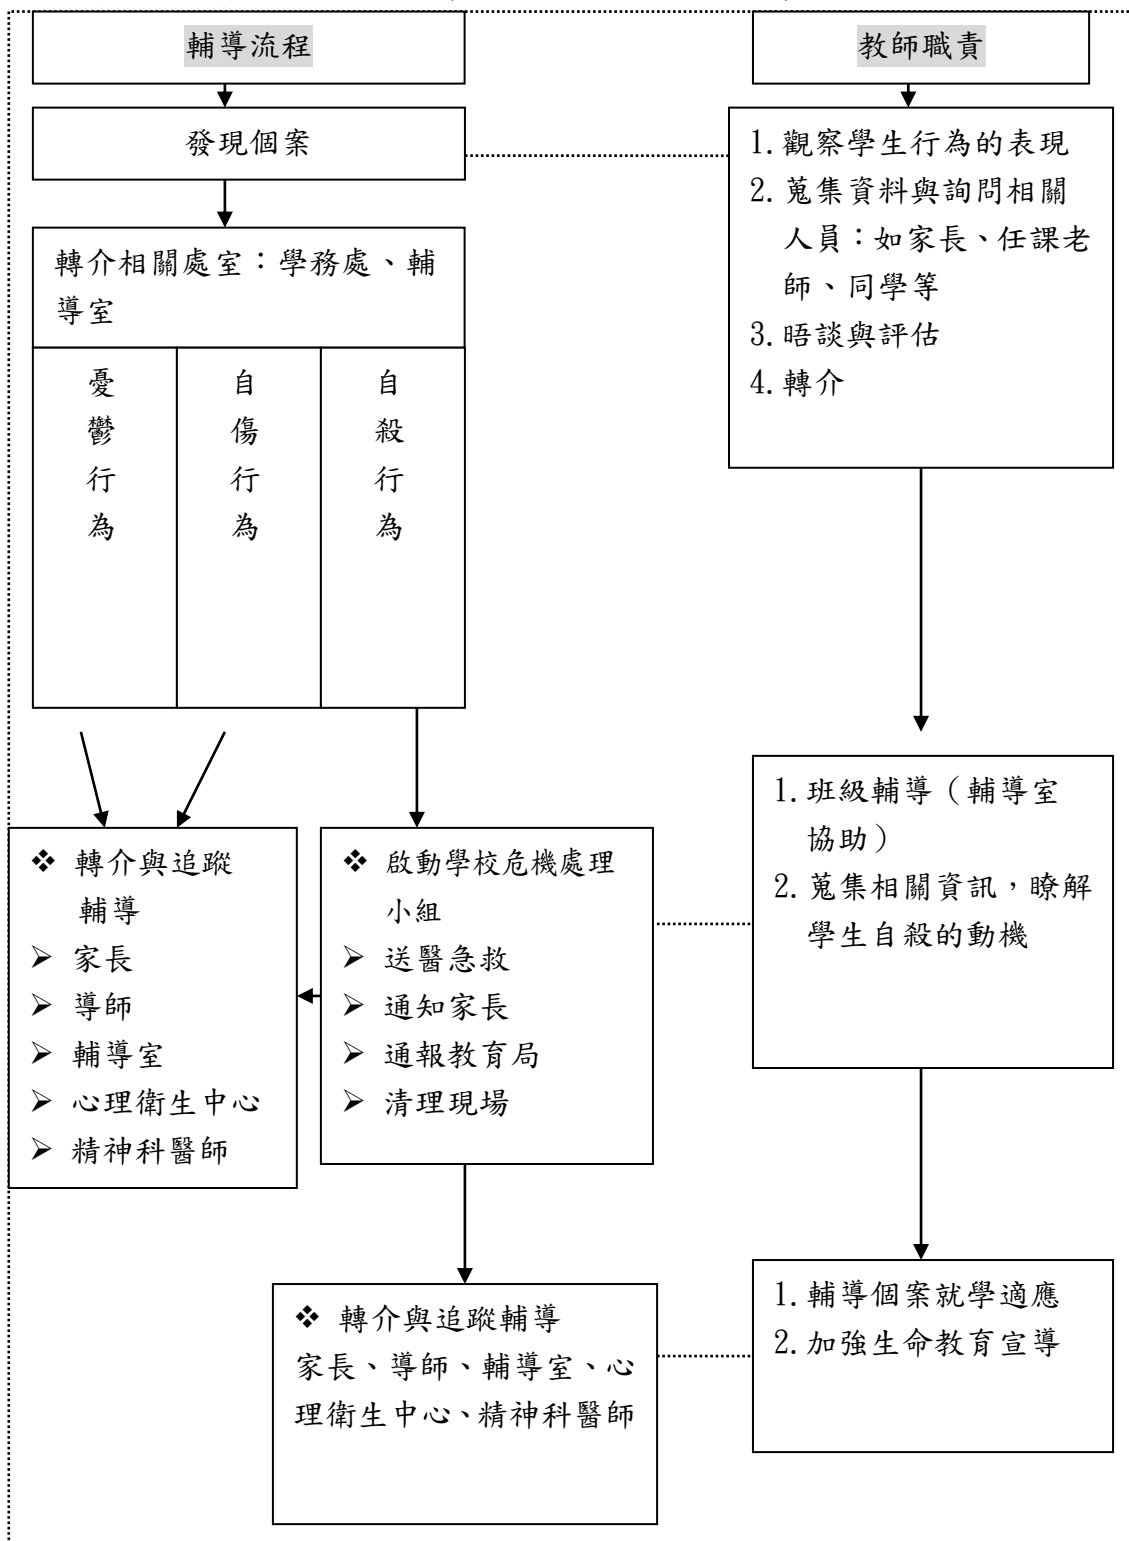 輔導流程
教師職責
發現個案
1.觀察學生行為的表現
2.蒐集資料與詢問相關
人員：如家長、任課老
師、同學等
3.晤談與評估
4.轉介
轉介相關處室：學務處、輔
導室
憂鬱行為
自傷行為
自殺行為
1.班級輔導（輔導室
協助）
2.蒐集相關資訊，瞭解
學生自殺的動機
❖ 轉介與追蹤
輔導
➢ 家長
➢ 導師
➢ 輔導室
➢ 心理衛生中心
➢ 精神科醫師
❖ 啟動學校危機處理
小組
➢ 送醫急救
➢ 通知家長
➢ 通報教育局
➢ 清理現場
❖ 轉介與追蹤輔導
家長、導師、輔導室、心
理衛生中心、精神科醫師
1.輔導個案就學適應
2.加強生命教育宣導